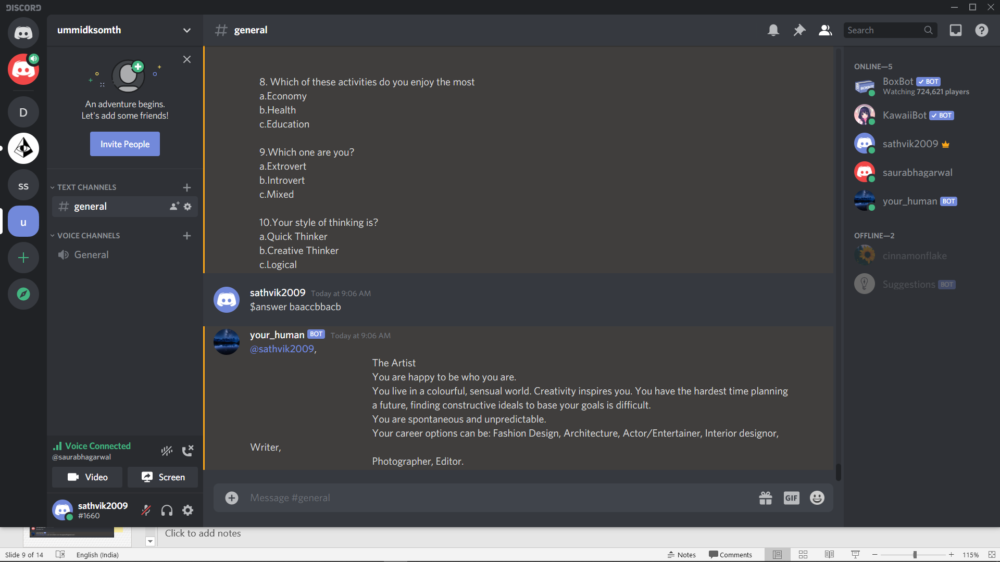 DISCORD
ummidksomth
general
Search
D
ss
u
An adventure begins.
Let's add some friends!
Invite People
TEXT CHANNELS
general
VOICE CHANNELS
General
Voice Connected
@saurabhagarwal
Video
Screen
sathvik2009
#1660
8. Which of these activities do you enjoy the most
a.Economy
b.Health
c.Education
9.Which one are you?
a.Extrovert
b.Introvert
c.Mixed
10.Your style of thinking is?
a.Quick Thinker
b.Creative Thinker
c.Logical
sathvik2009 Today at 9:06 AM
$answer baaccbbacb
your_human BOT Today at 9:06 AM
@sathvik2009,
The Artist
You are happy to be who you are.
You live in a colourful, sensual world. Creativity inspires you. You have the hardest time planning
a future, finding constructive ideals to base your goals is difficult.
You are spontaneous and unpredictable.
Your career options can be: Fashion Design, Architecture, Actor/Entertainer, Interior designor,
Writer,
Photographer, Editor.
Message #general
GIF
ONLINE—5
BoxBot BOT
Watching 724,621 players
KawaiiBot BOT
sathvik2009
saurabhagarwal
your_human BOT
OFFLINE—2
cinnamonflake
Suggestions BOT
Click to add notes
Slide 9 of 14
English (India)
Notes
Comments
115%